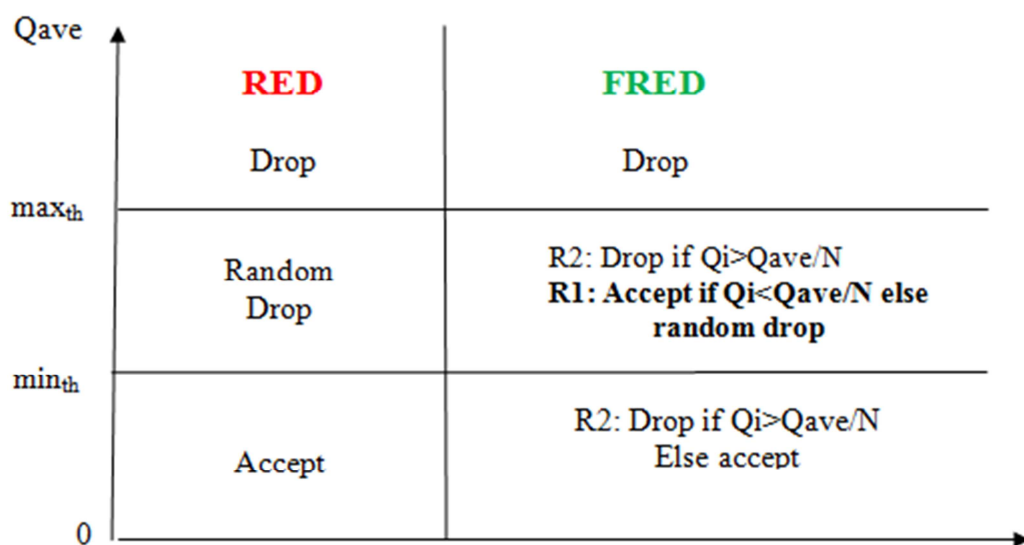 Qave
RED
FRED
Drop
Drop
maxth
Random
Drop
R2: Drop if Qi>Qave/N
R1: Accept if Qi<Qave/N else
random drop
minth
Accept
R2: Drop if Qi>Qave/N
Else accept
0